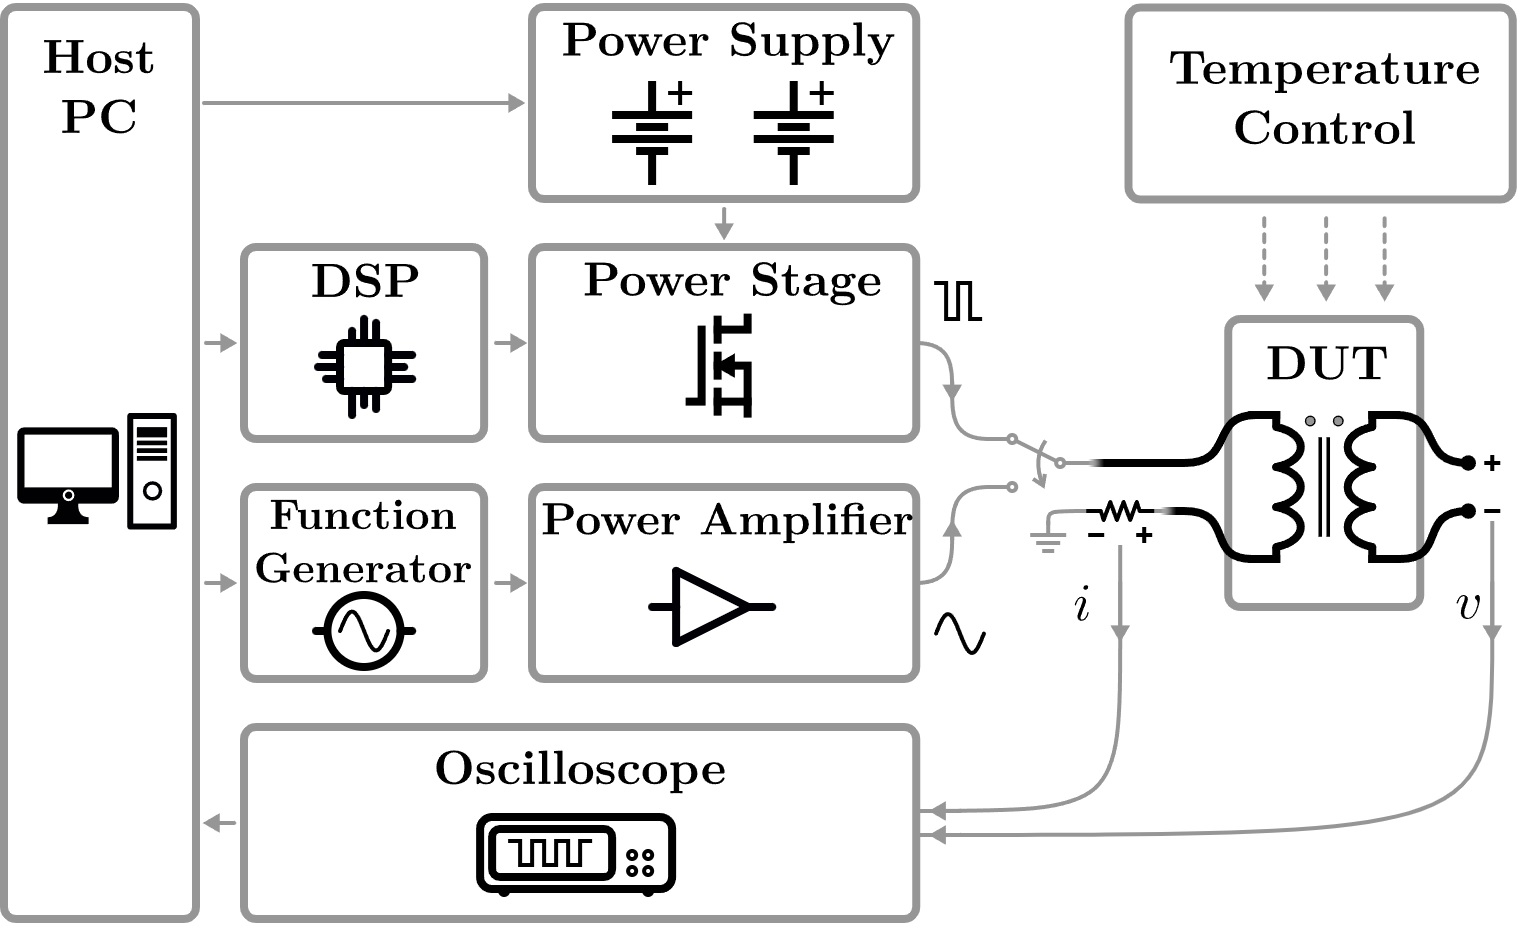 Host
PC
Power Supply
+ +
Temperature
Control
DSP
Power Stage
DUT
Function
Generator
Power Amplifier
+
−
− +
i
v
Oscilloscope